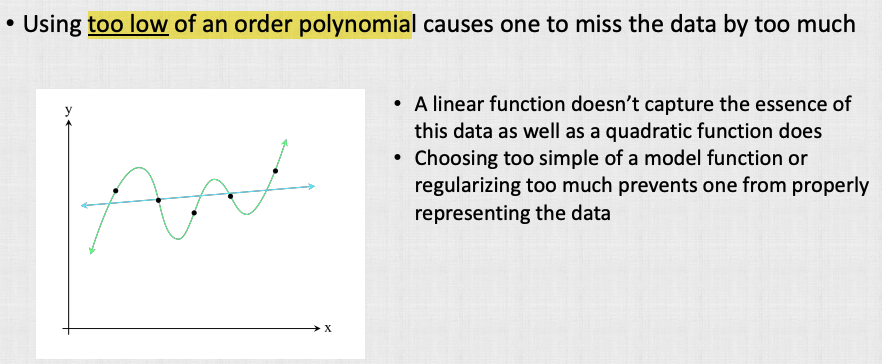 • Using too low of an order polynomial causes one to miss the data by too much
y
x
• A linear function doesn’t capture the essence of
this data as well as a quadratic function does
• Choosing too simple of a model function or
regularizing too much prevents one from properly
representing the data